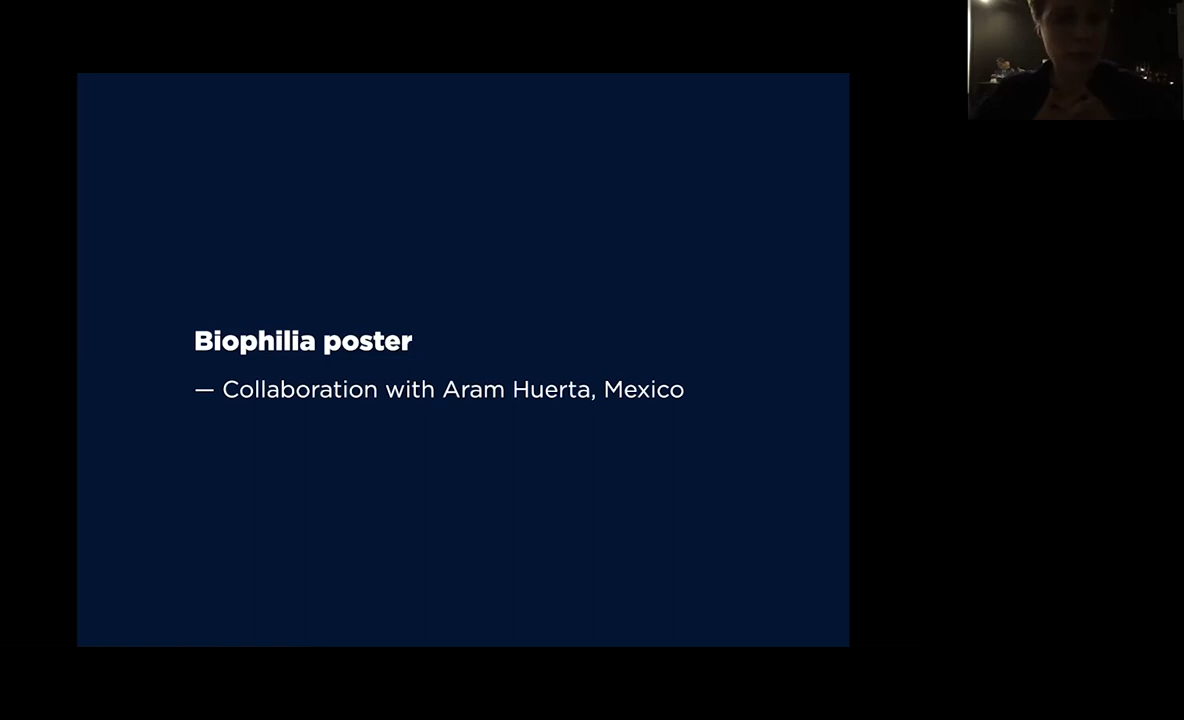 Biophilia poster
— Collaboration with Aram Huerta, Mexico